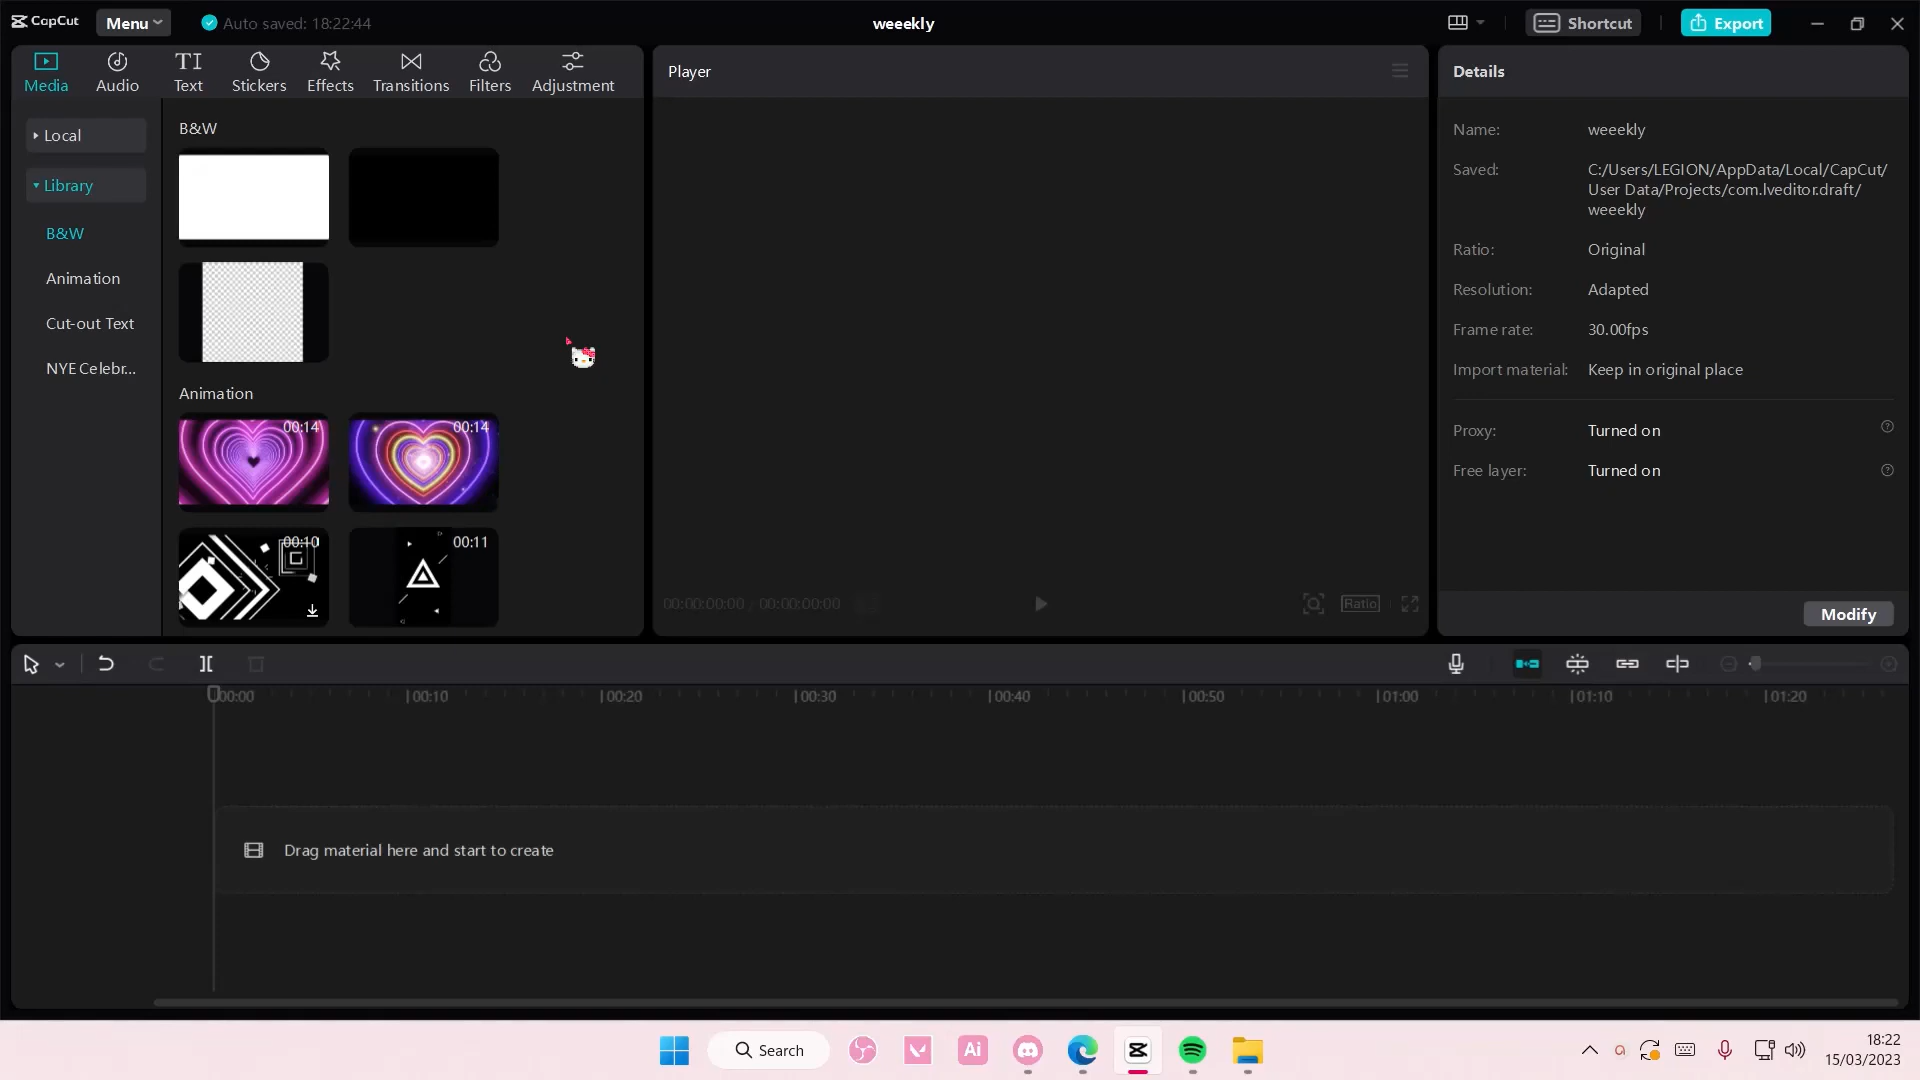 CapCut
Menu
Auto saved: 18:22:44
weeekly
Shortcut
Export
Media
Audio
TI
Text
Stickers
Effects
Transitions
Filters
Adjustment
Local
Library
B&W
Animation
Cut-out Text
NYE Celebr...
B&W
Animation
00:14
00:14
00:10
00:11
Player
00:00:00:00 / 00:00:00:00
Ratio
Details
Name: weeekly
Saved: C:/Users/LEGION/AppData/Local/CapCut/
User Data/Projects/com.lveditor.draft/
weeekly
Ratio: Original
Resolution: Adapted
Frame rate: 30.00fps
Import material: Keep in original place
Proxy: Turned on
Free layer: Turned on
Modify
00:00 00:10 00:20 00:30 00:40 00:50 01:00 01:10 01:20
Drag material here and start to create
Search
Ai
18:22
15/03/2023